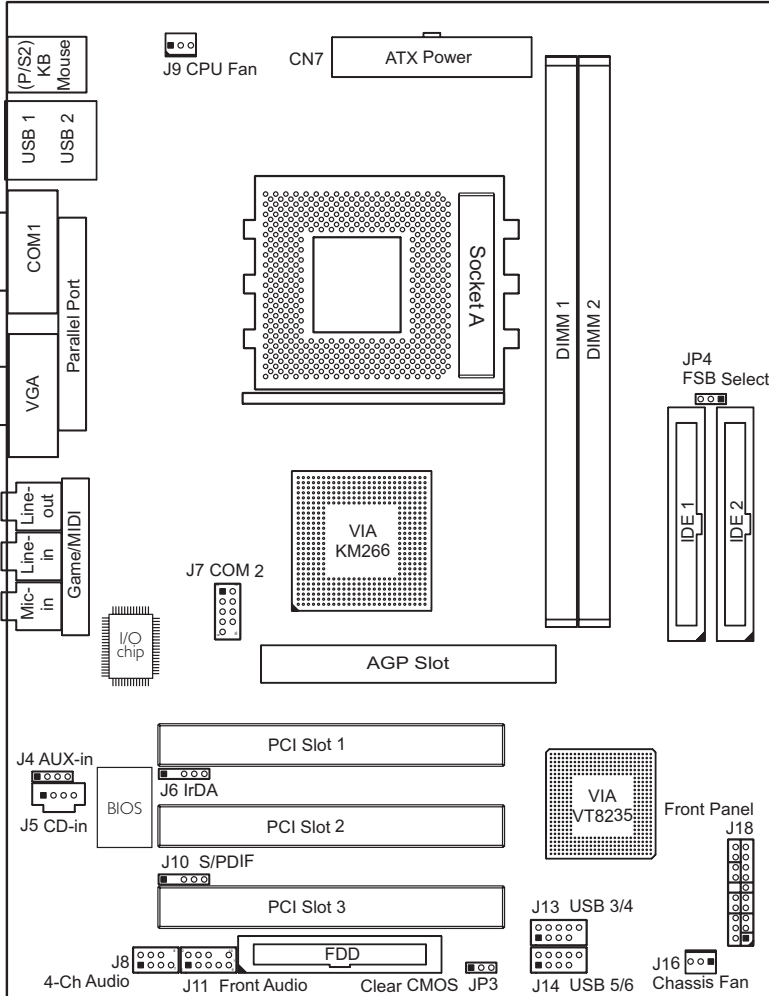 (P/S2)
KB
Mouse
J9 CPU Fan
CN7
ATX Power
USB 1
USB 2
COM1
Parallel Port
VGA
Socket A
DIMM 1
DIMM 2
JP4
FSB Select
IDE 1
IDE 2
Line-
out
Line-
in
Mic-
in
Game/MIDI
VIA
KM266
J7 COM 2
I/O
chip
AGP Slot
PCI Slot 1
J4 AUX-in
J6 IrDA
J5 CD-in
BIOS
PCI Slot 2
VIA
VT8235
Front Panel
J18
J10 S/PDIF
PCI Slot 3
J13 USB 3/4
FDD
J8
4-Ch Audio
J11 Front Audio
Clear CMOS
JP3
J14 USB 5/6
J16
Chassis Fan